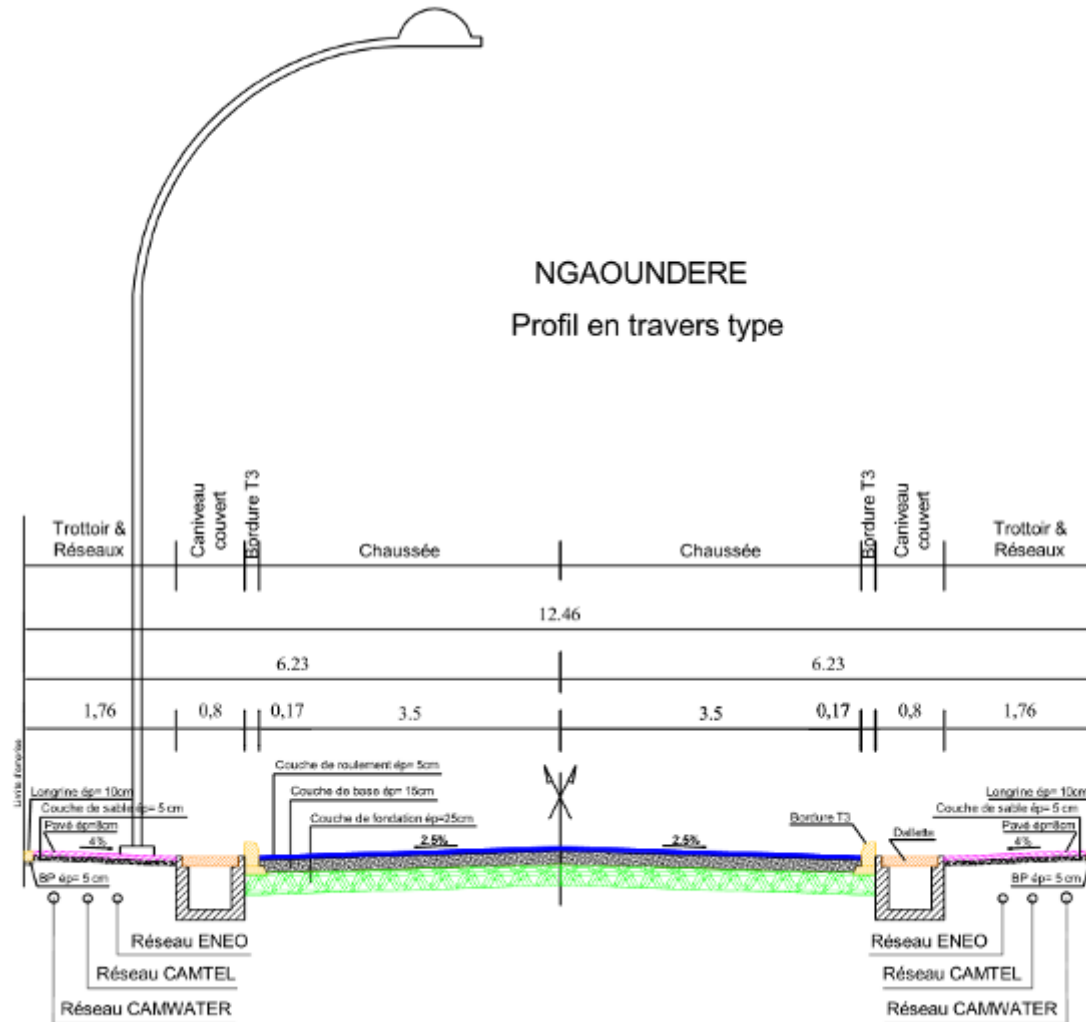 NGAOUNDERE
Profil en travers type
Trottoir &
Réseaux
Caniveau
couvert
Bordure T3
Chaussée
Chaussée
Bordure T3
Caniveau
couvert
Trottoir &
Réseaux
12.46
6.23
6.23
1,76
0,8
0,17
3.5
3.5
0,17
0,8
1,76
Couche de roulement ép= 5cm
Longrine ép= 10cm
Couche de base ép= 15cm
Longrine ép= 10cm
Couche de sable ép= 5 cm
Couche de sable ép= 5 cm
Pavé ép=8cm
Couche de fondation ép=25cm
Bordure T3
Dallette
Pavé ép=8cm
4%
2.5%
2.5%
4%
BP ép= 5 cm
BP ép= 5 cm
Réseau ENEO
Réseau ENEO
Réseau CAMTEL
Réseau CAMTEL
Réseau CAMWATER
Réseau CAMWATER